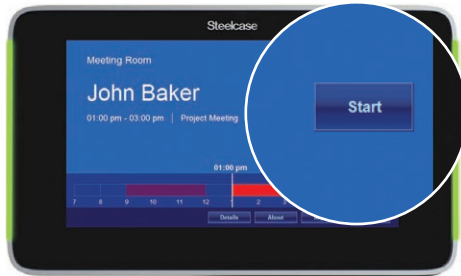 Steelcase
Meeting Room
John Baker
Start
01:00 pm - 03:00 pm | Project Meeting
01:00 pm
7 8 9 10 11 12 1 2
Details About